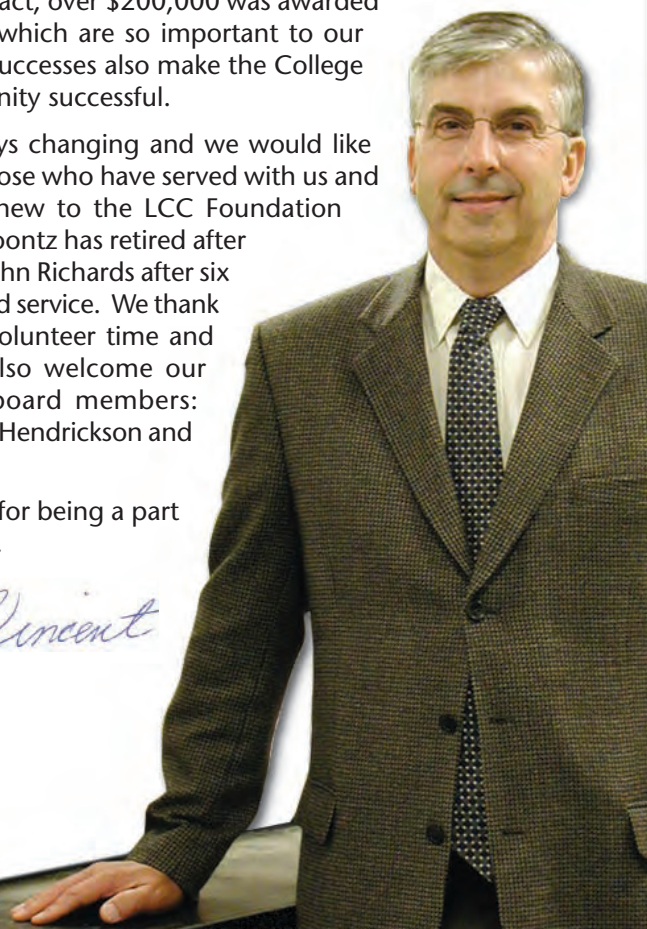 act, over $200,000 was awarded
which are so important to our
uccesses also make the College
nity successful.
ys changing and we would like
ose who have served with us and
new to the LCC Foundation
oontz has retired after
hn Richards after six
d service. We thank
olunteer time and
lso welcome our
board members:
Hendrickson and
for being a part
.
Vincent